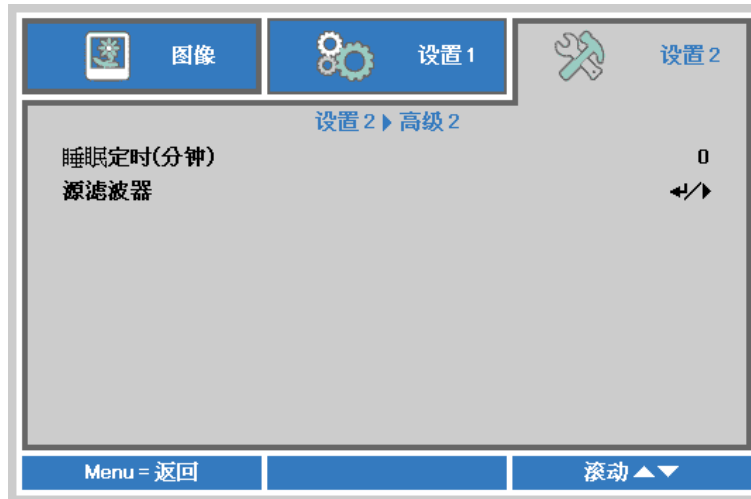 图像 设置 1 设置 2
设置 2 ▶ 高级 2
睡眠定时(分钟) 0
源滤波器 ↵/▶
Menu = 返回 滚动 ▲▼